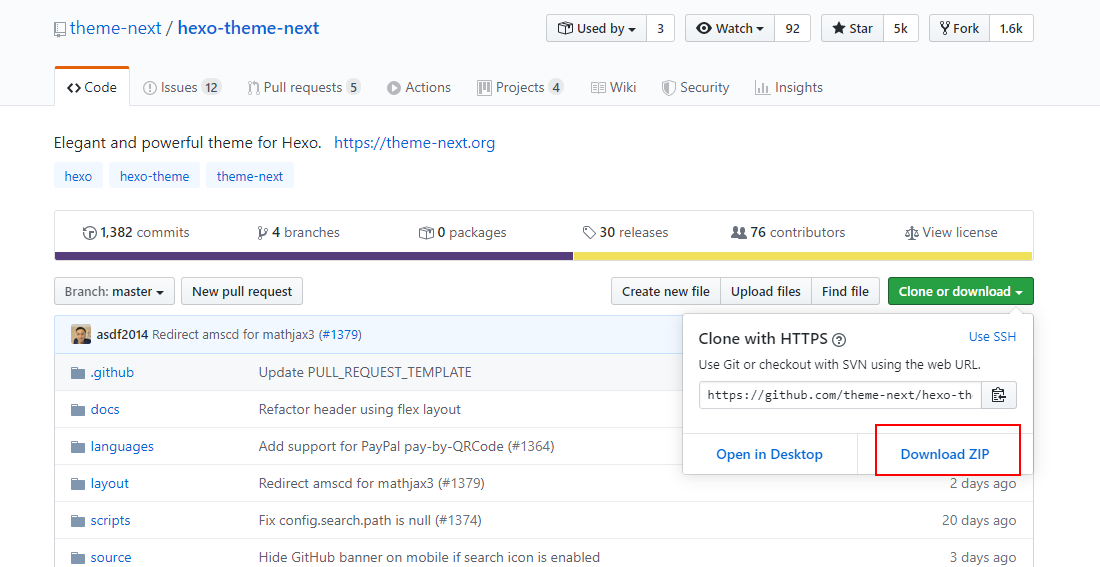 theme-next / hexo-theme-next
Used by 3 Watch 92 Star 5k Fork 1.6k
Code Issues 12 Pull requests 5 Actions Projects 4 Wiki Security Insights
Elegant and powerful theme for Hexo. https://theme-next.org
hexo hexo-theme theme-next
1,382 commits 4 branches 0 packages 30 releases 76 contributors View license
Branch: master New pull request Create new file Upload files Find file Clone or download
asdf2014 Redirect amscd for mathjax3 (#1379)
Clone with HTTPS Use SSH
Use Git or checkout with SVN using the web URL.
https://github.com/theme-next/hexo-th
Open in Desktop Download ZIP
.github Update PULL_REQUEST_TEMPLATE
docs Refactor header using flex layout
languages Add support for PayPal pay-by-QRCode (#1364)
layout Redirect amscd for mathjax3 (#1379) 2 days ago
scripts Fix config.search.path is null (#1374) 20 days ago
source Hide GitHub banner on mobile if search icon is enabled 3 days ago